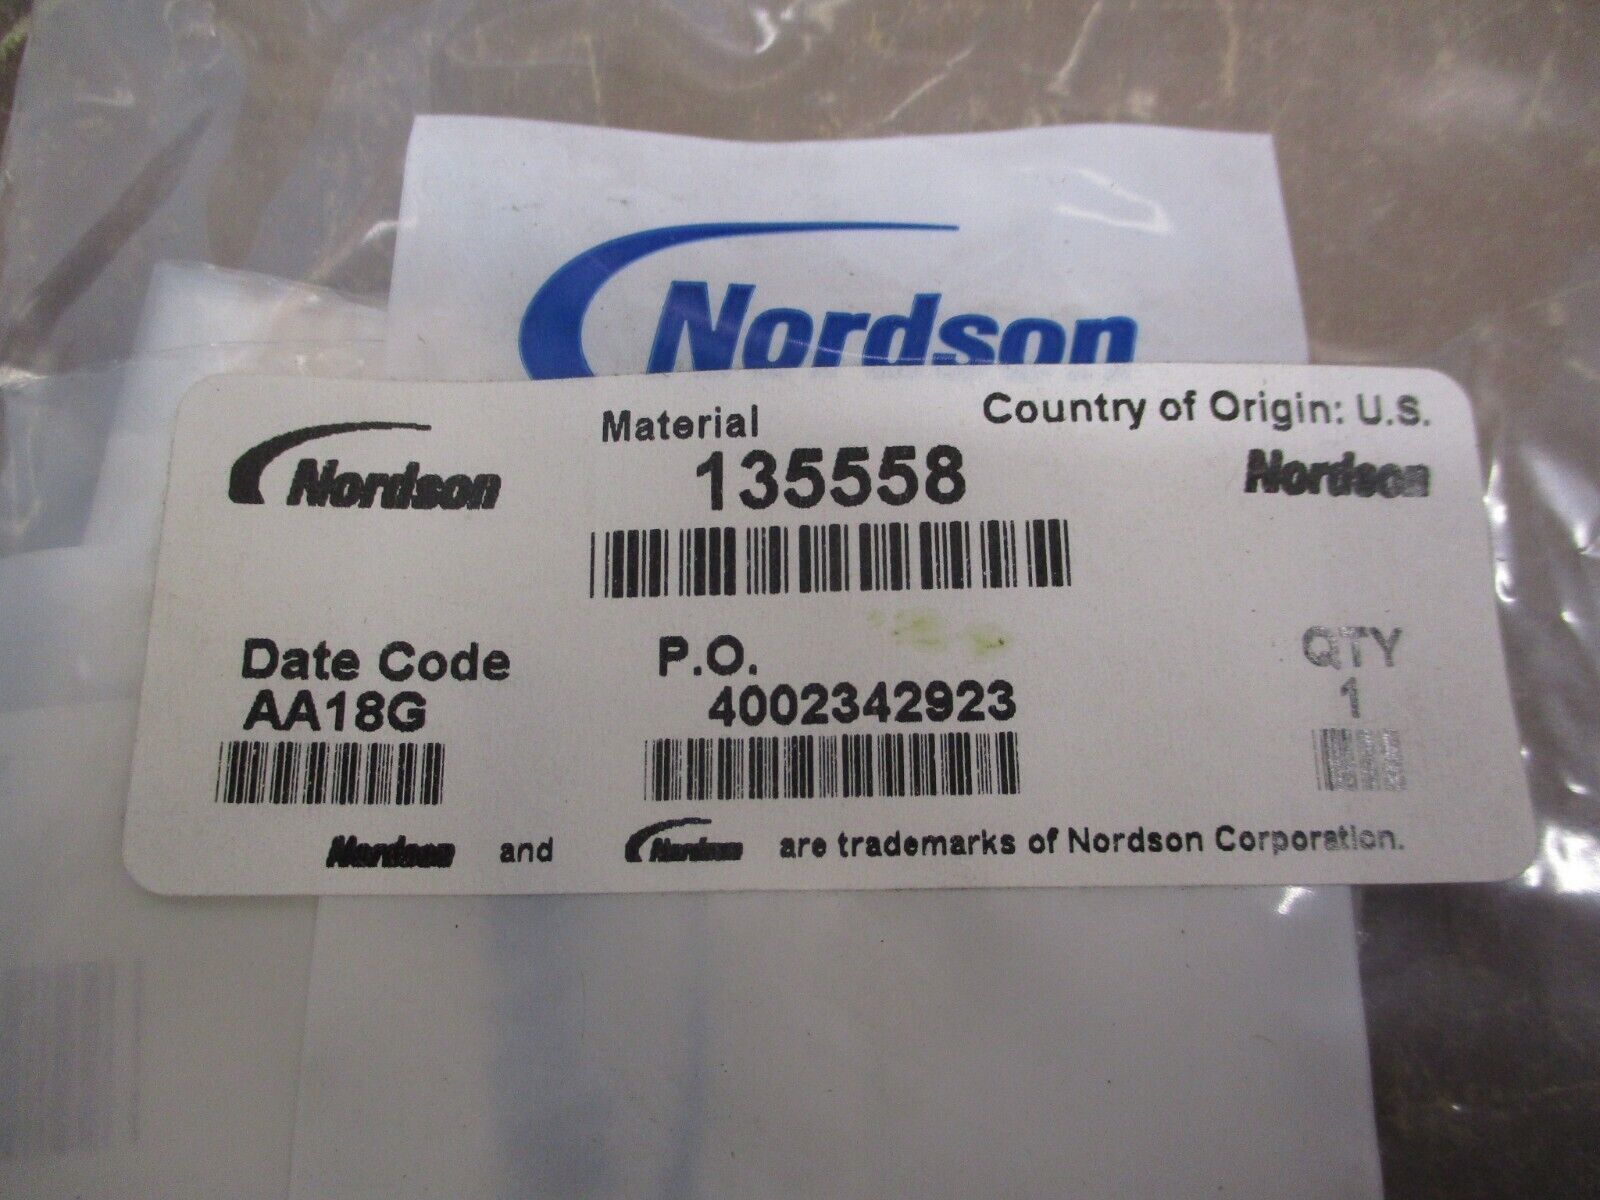 Nordson
Country of Origin: U.S.
Material
Nordson
135558
Nordson
Date Code
P.O.
QTY
AA18G
4002342923
1
Nordson and Nordson are trademarks of Nordson Corporation.